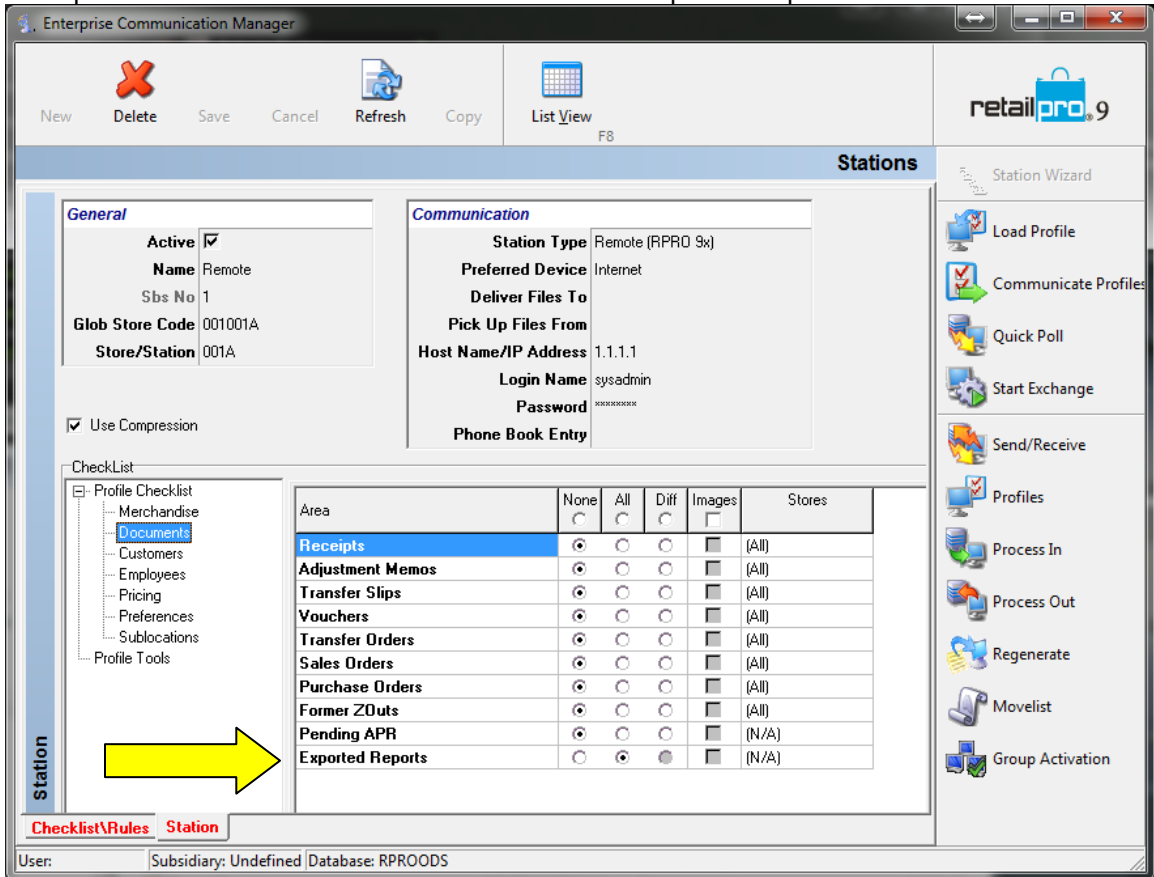 Enterprise Communication Manager
New Delete Save Cancel Refresh Copy List View
F8
retail pro® 9
Stations
Station Wizard
General
Active
Name Remote
Sbs No 1
Glob Store Code 001001A
Store/Station 001A
Use Compression
Communication
Station Type Remote (RPRO 9x)
Preferred Device Internet
Deliver Files To
Pick Up Files From
Host Name/IP Address 1.1.1.1
Login Name sysadmin
Password ××××××××
Phone Book Entry
CheckList
Profile Checklist
Merchandise
Documents
Customers
Employees
Pricing
Preferences
Sublocations
Profile Tools
Area None All Diff Images Stores
Receipts (All)
Adjustment Memos (All)
Transfer Slips (All)
Vouchers (All)
Transfer Orders (All)
Sales Orders (All)
Purchase Orders (All)
Former ZOuts (All)
Pending APR (N/A)
Exported Reports (N/A)
Station
Checklist\Rules Station
Load Profile
Communicate Profiles
Quick Poll
Start Exchange
Send/Receive
Profiles
Process In
Process Out
Regenerate
Movelist
Group Activation
User: Subsidiary: Undefined Database: RPROODS